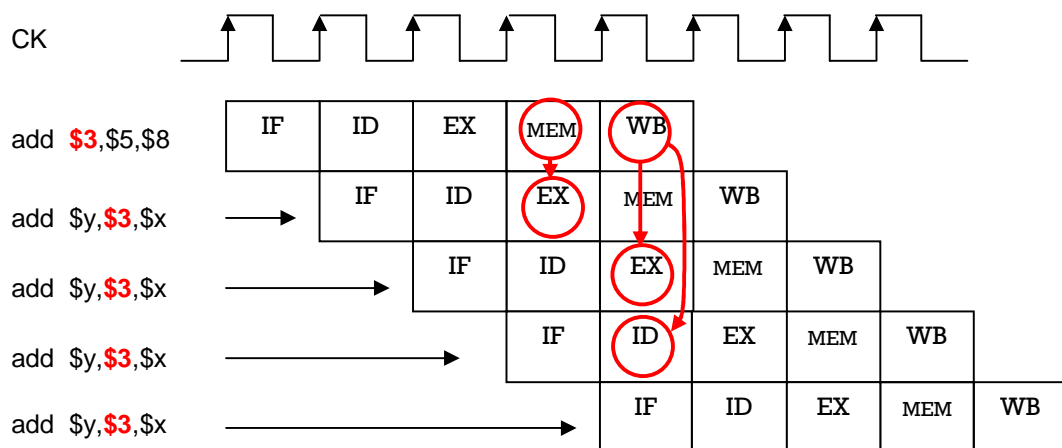 CK
add $3,$5,$8 IF ID EX MEM WB
add $y,$3,$x IF ID EX MEM WB
add $y,$3,$x IF ID EX MEM WB
add $y,$3,$x IF ID EX MEM WB
add $y,$3,$x IF ID EX MEM WB